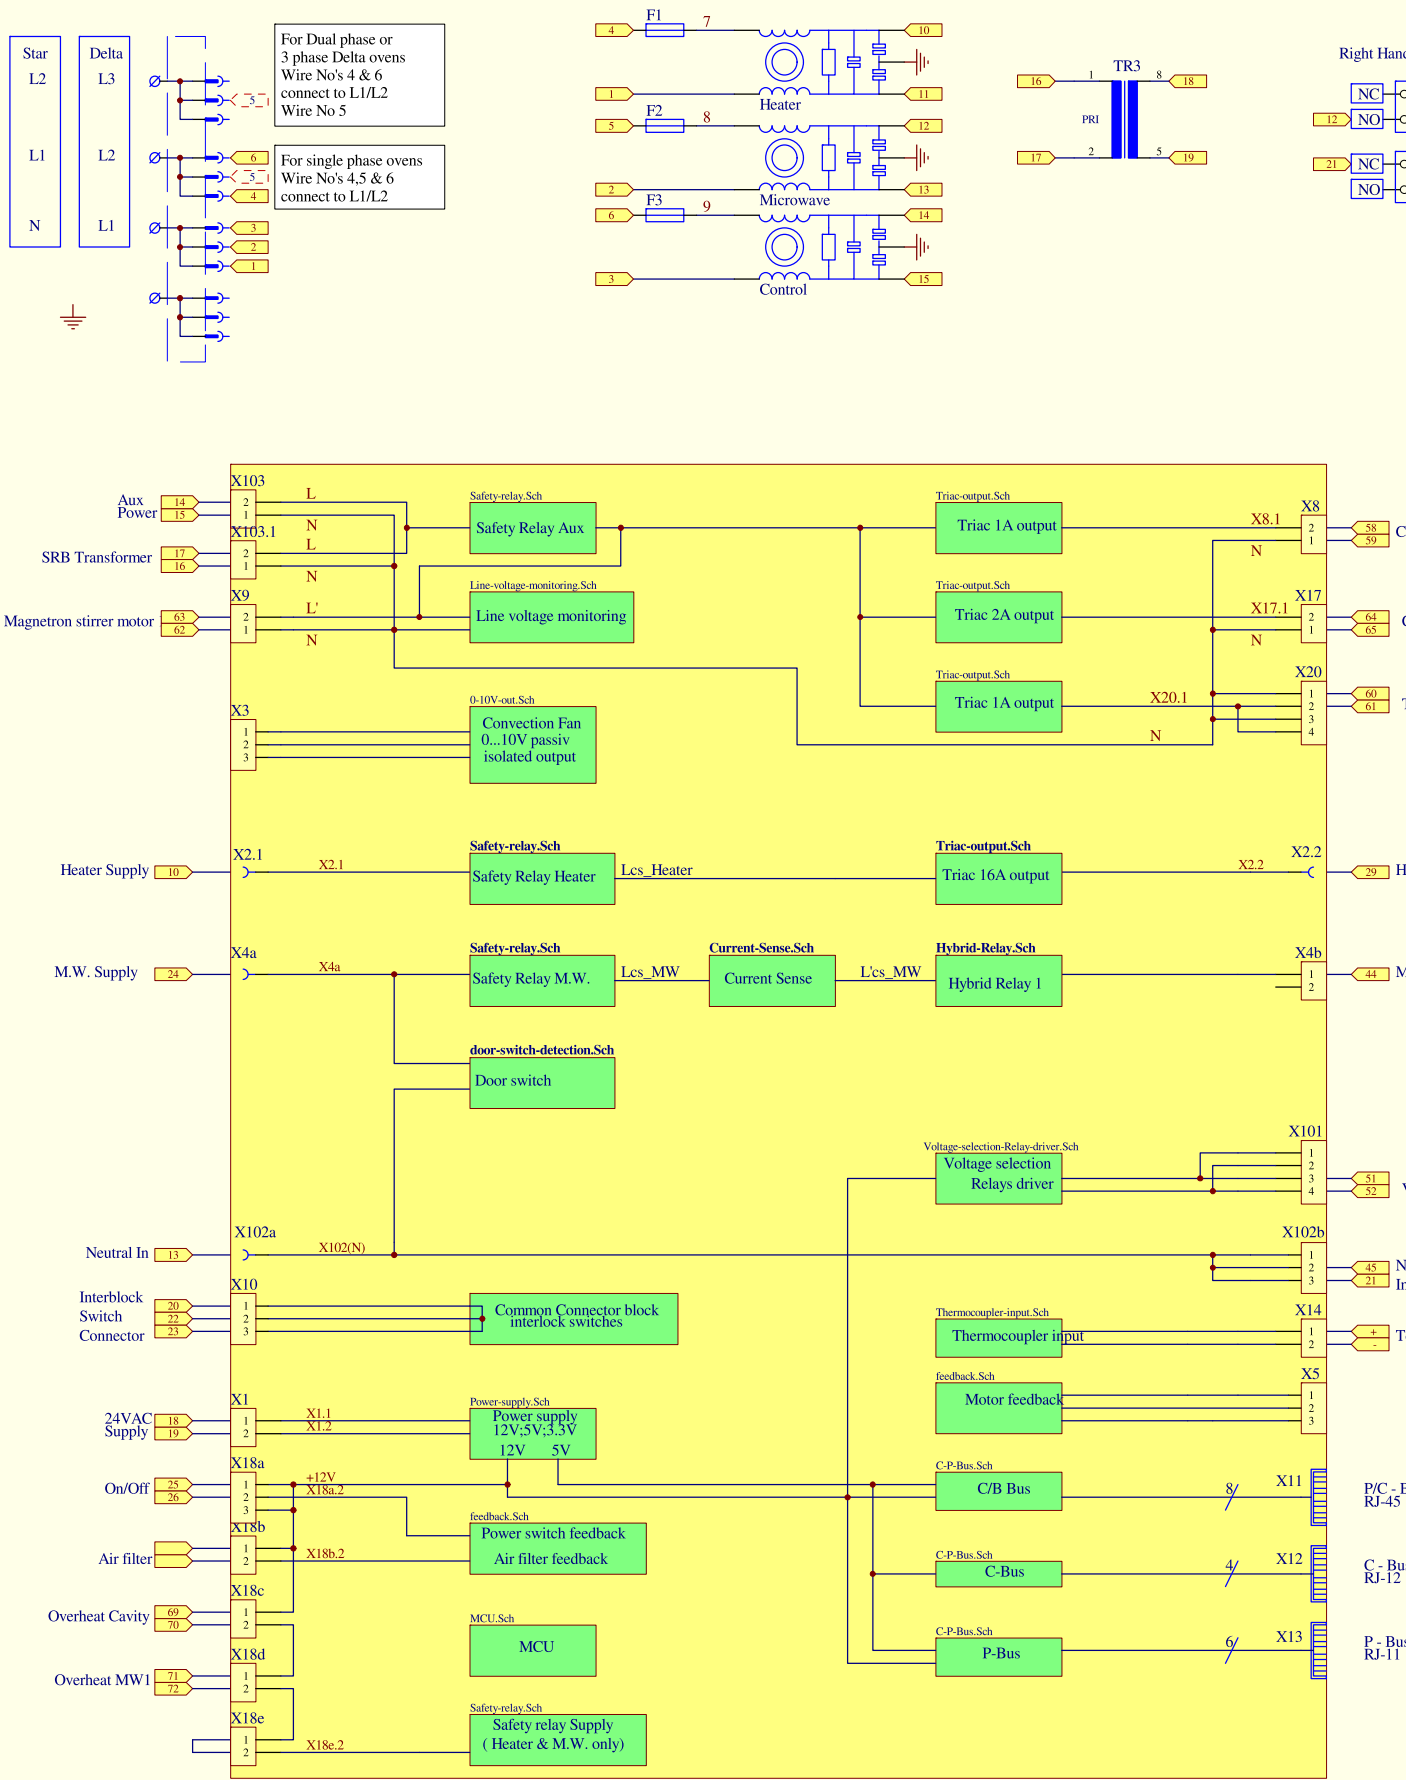 Star
Delta
L2
L3
L1
L2
N
L1
5
6
5
4
3
2
1
For Dual phase or
3 phase Delta ovens
Wire No's 4 & 6
connect to L1/L2
Wire No 5
For single phase ovens
Wire No's 4,5 & 6
connect to L1/L2
4
F1
7
10
1
11
Heater
5
F2
8
12
2
13
Microwave
6
F3
9
14
3
15
Control
TR3
16
1
8
18
PRI
17
2
5
19
Right Hand
NC
12
NO
21
NC
NO
X103
Aux
Power
14
15
2
1
L
N
X103.1
SRB Transformer
17
16
2
1
L
N
X9
Magnetron stirrer motor
63
62
2
1
L'
N
Safety-relay.Sch
Safety Relay Aux
Line-voltage-monitoring.Sch
Line voltage monitoring
Triac-output.Sch
Triac 1A output
X8.1
N
X8
2
1
58
59
C
Triac-output.Sch
Triac 2A output
X17.1
N
X17
2
1
64
65
Triac-output.Sch
Triac 1A output
X20.1
N
X20
1
2
3
4
60
61
X3
1
2
3
0-10V-out.Sch
Convection Fan
0...10V passiv
isolated output
Heater Supply
10
X2.1
X2.1
Safety-relay.Sch
Safety Relay Heater
Lcs_Heater
Triac-output.Sch
Triac 16A output
X2.2
X2.2
29
H
M.W. Supply
24
X4a
X4a
Safety-relay.Sch
Safety Relay M.W.
Lcs_MW
Current-Sense.Sch
Current Sense
L'cs_MW
Hybrid-Relay.Sch
Hybrid Relay 1
X4b
1
2
44
M
door-switch-detection.Sch
Door switch
Voltage-selection-Relay-driver.Sch
Voltage selection
Relays driver
X101
1
2
3
4
51
52
Neutral In
13
X102a
X102(N)
X102b
1
2
3
45
21
N
In
Interblock
Switch
Connector
20
22
23
X10
1
2
3
Common Connector block
interlock switches
Thermocoupler-input.Sch
Thermocoupler input
X14
1
2
+
-
feedback.Sch
Motor feedback
X5
1
2
3
24VAC
Supply
18
19
X1
1
2
X1.1
X1.2
Power-supply.Sch
Power supply
12V;5V;3.3V
12V
5V
On/Off
25
26
X18a
1
2
3
+12V
X18a.2
C-P-Bus.Sch
C/B Bus
8
X11
P/C - B
RJ-45
Air filter
X18b
1
2
X18b.2
feedback.Sch
Power switch feedback
Air filter feedback
C-P-Bus.Sch
C-Bus
4
X12
C - Bus
RJ-12
Overheat Cavity
69
70
X18c
1
2
MCU.Sch
MCU
C-P-Bus.Sch
P-Bus
6
X13
P - Bus
RJ-11
Overheat MW1
71
72
X18d
1
2
X18e
1
2
X18e.2
Safety-relay.Sch
Safety relay Supply
( Heater & M.W. only)